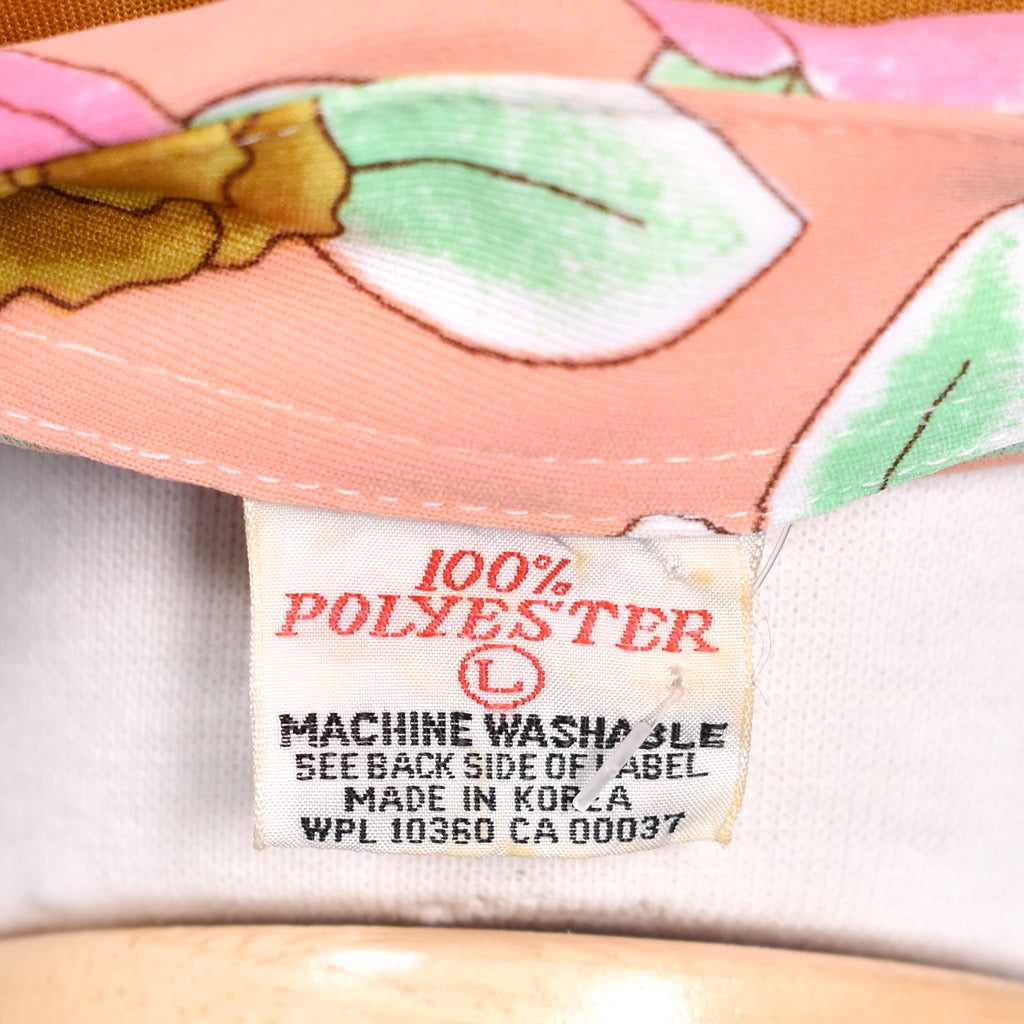 100%
POLYESTER
L
MACHINE WASHABLE
SEE BACK SIDE OF LABEL
MADE IN KOREA
WPL 10360 CA 00037